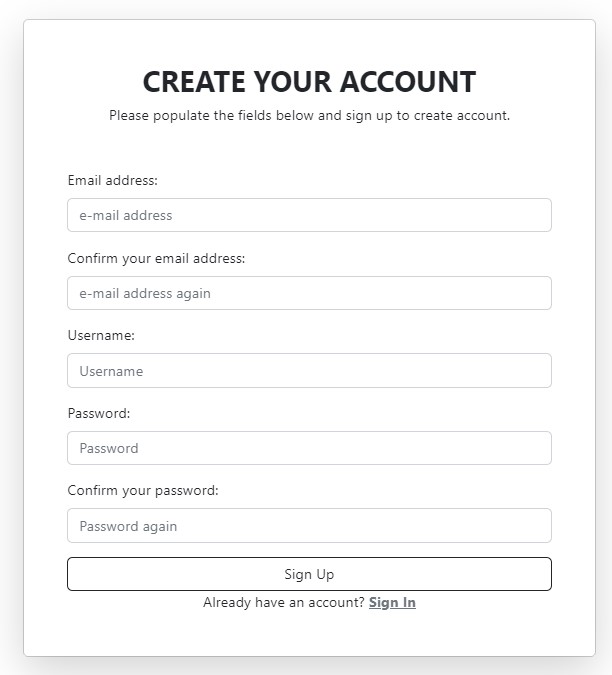 CREATE YOUR ACCOUNT
Please populate the fields below and sign up to create account.
Email address:
e-mail address
Confirm your email address:
e-mail address again
Username:
Username
Password:
Password
Confirm your password:
Password again
Sign Up
Already have an account? Sign In